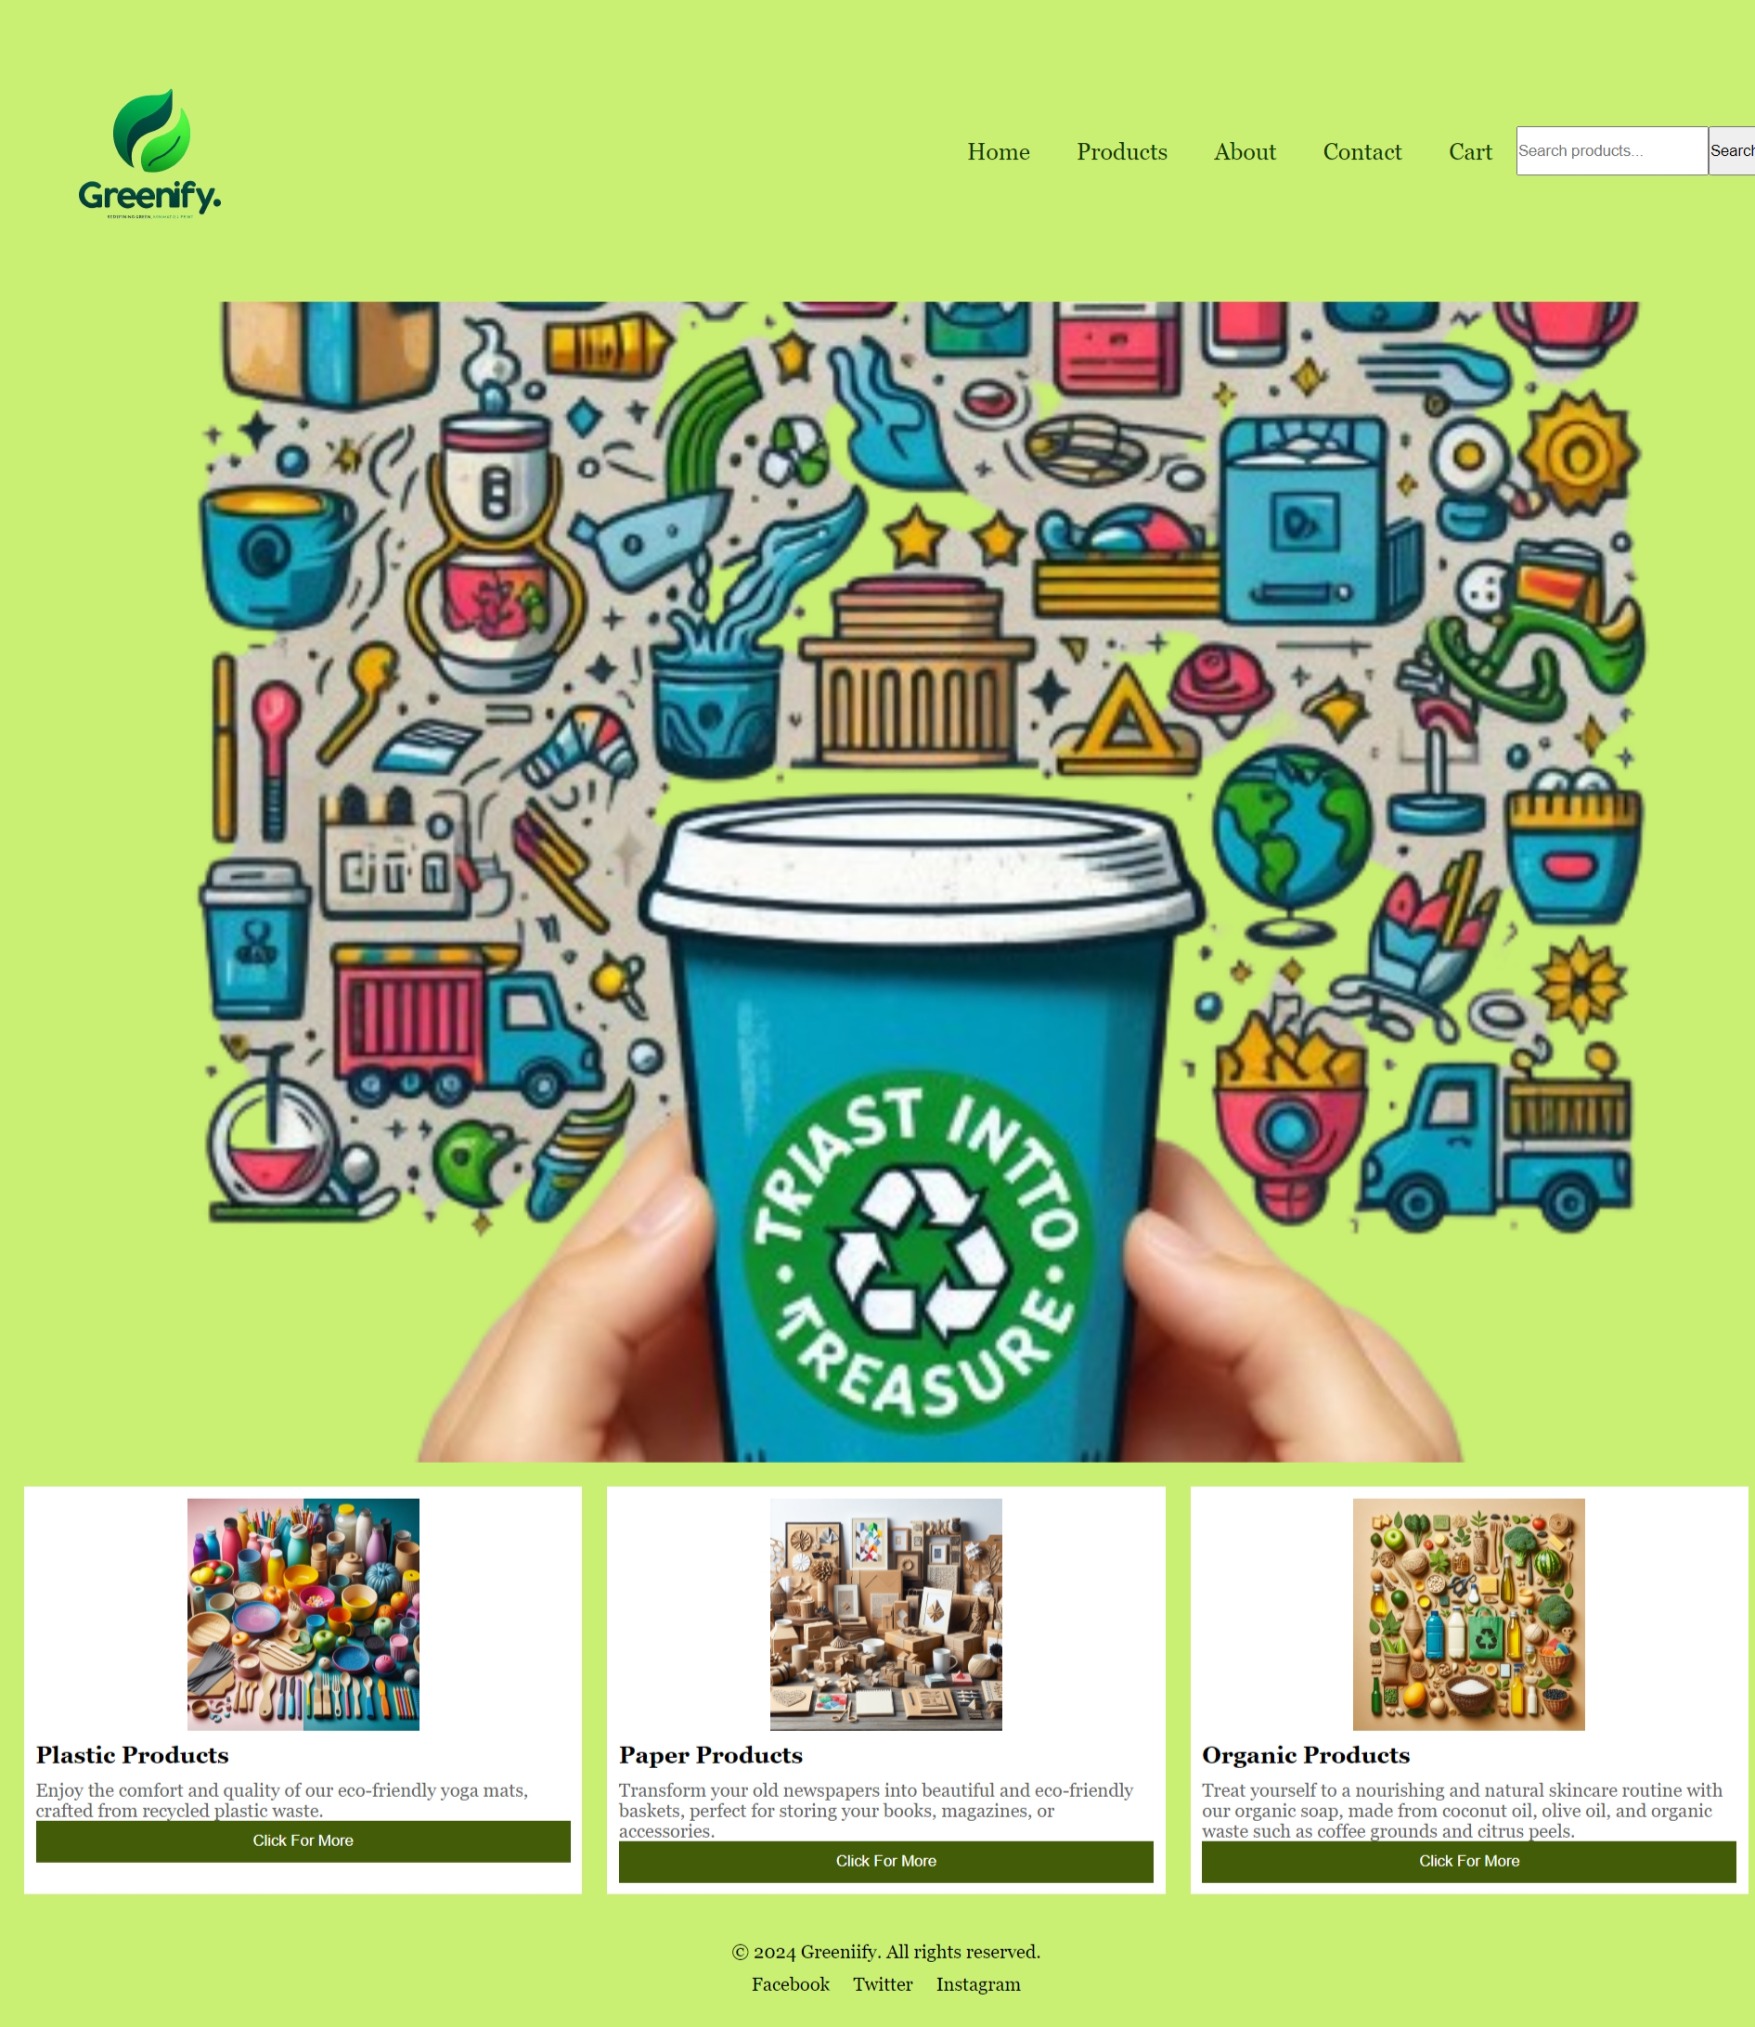 Greenify.
Home Products About Contact Cart Search products... Search
TRIAST INTTO
TREASURE
Plastic Products
Enjoy the comfort and quality of our eco-friendly yoga mats,
crafted from recycled plastic waste.
Click For More
Paper Products
Transform your old newspapers into beautiful and eco-friendly
baskets, perfect for storing your books, magazines, or
accessories.
Click For More
Organic Products
Treat yourself to a nourishing and natural skincare routine with
our organic soap, made from coconut oil, olive oil, and organic
waste such as coffee grounds and citrus peels.
Click For More
© 2024 Greeniify. All rights reserved.
Facebook Twitter Instagram